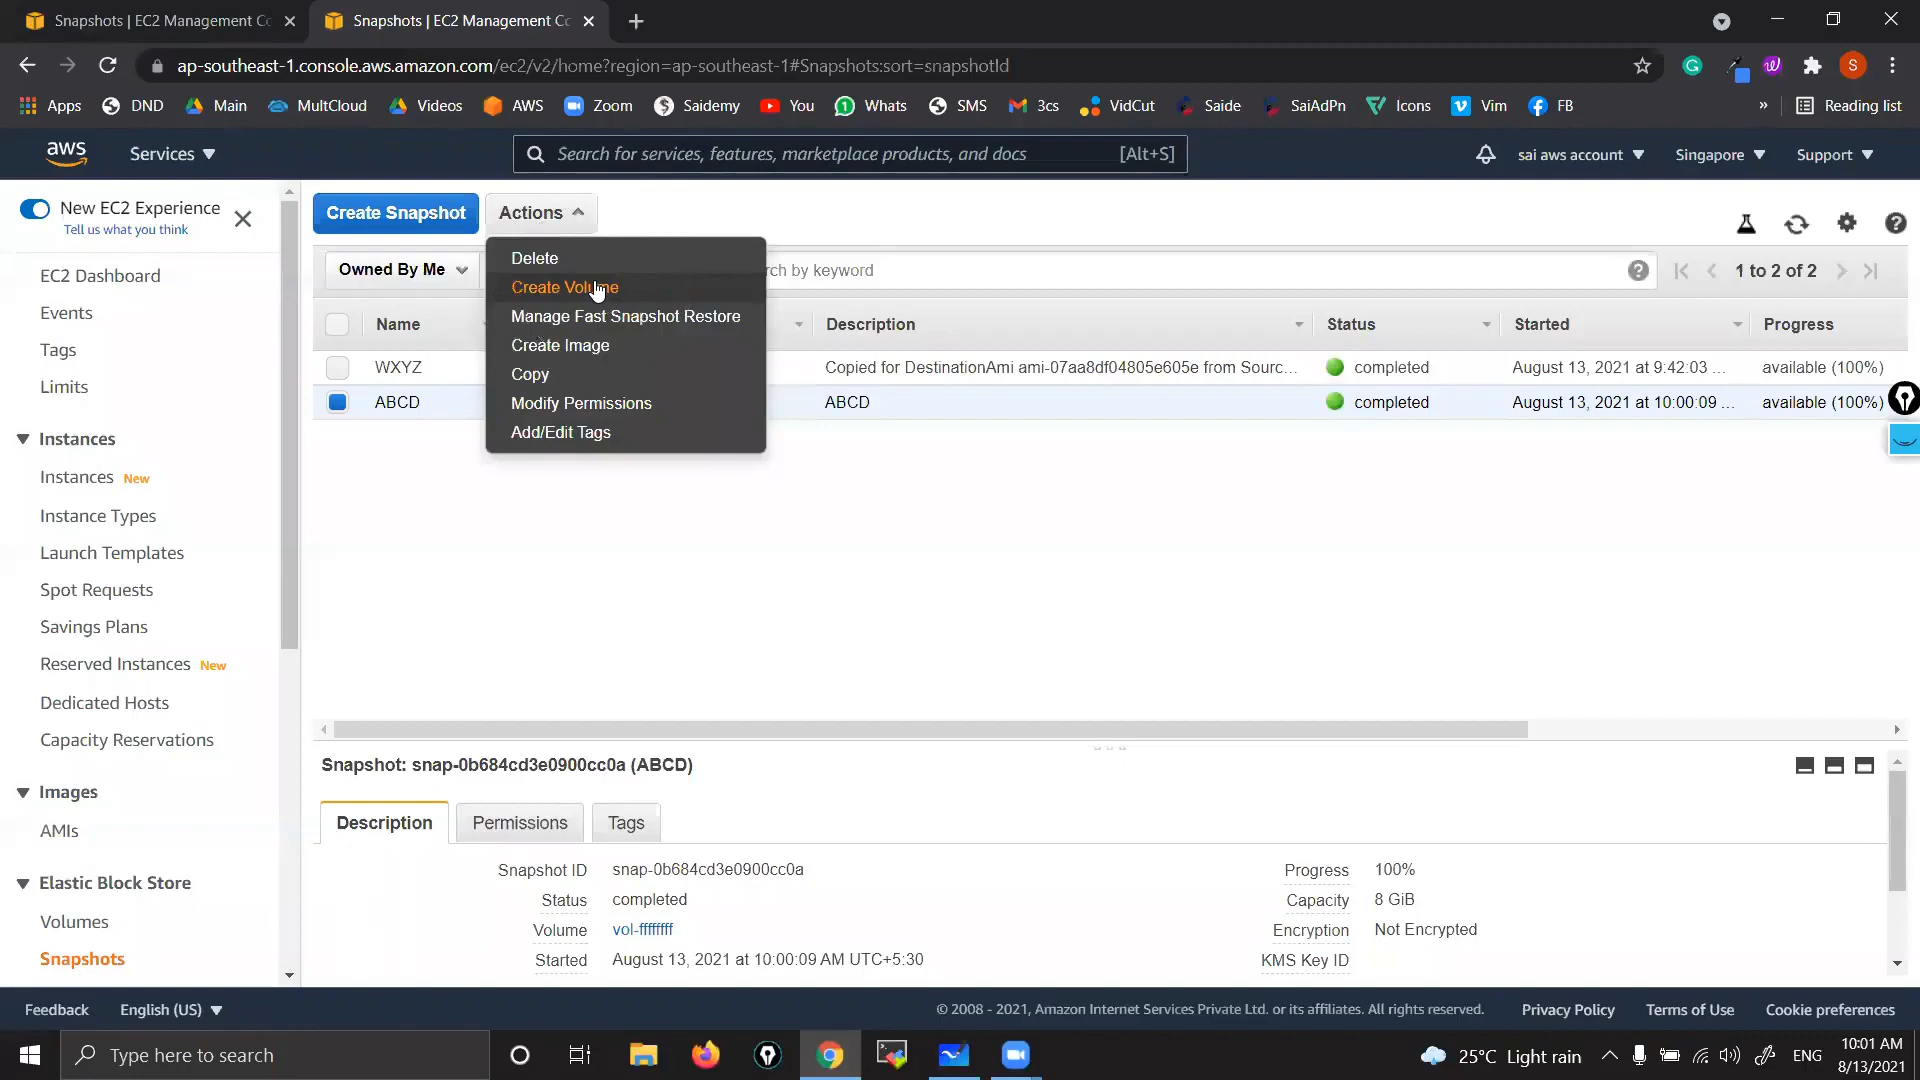 Snapshots | EC2 Management Cc
Snapshots | EC2 Management Cc
ap-southeast-1.console.aws.amazon.com/ec2/v2/home?region=ap-southeast-1#Snapshots:sort=snapshotId
S
Apps
DND
Main
MultCloud
Videos
AWS
Zoom
Saidemy
You
Whats
SMS
3cs
VidCut
Saide
SaiAdPn
Icons
Vim
FB
»
Reading list
aws
Services
Search for services, features, marketplace products, and docs
[Alt+S]
sai aws account
Singapore
Support
New EC2 Experience
Tell us what you think
EC2 Dashboard
Events
Tags
Limits
Instances
Instances New
Instance Types
Launch Templates
Spot Requests
Savings Plans
Reserved Instances New
Dedicated Hosts
Capacity Reservations
Images
AMIs
Elastic Block Store
Volumes
Snapshots
Create Snapshot
Actions
Delete
Create Volume
Manage Fast Snapshot Restore
Create Image
Copy
Modify Permissions
Add/Edit Tags
Owned By Me
rch by keyword
1 to 2 of 2
Name
Description
Status
Started
Progress
WXYZ
Copied for DestinationAmi ami-07aa8df04805e605e from Sourc...
completed
August 13, 2021 at 9:42:03 ...
available (100%)
ABCD
ABCD
completed
August 13, 2021 at 10:00:09 ...
available (100%)
Snapshot: snap-0b684cd3e0900cc0a (ABCD)
Description
Permissions
Tags
Snapshot ID snap-0b684cd3e0900cc0a
Status completed
Volume vol-ffffffff
Started August 13, 2021 at 10:00:09 AM UTC+5:30
Progress 100%
Capacity 8 GiB
Encryption Not Encrypted
KMS Key ID
Feedback
English (US)
© 2008 - 2021, Amazon Internet Services Private Ltd. or its affiliates. All rights reserved.
Privacy Policy
Terms of Use
Cookie preferences
Type here to search
25°C Light rain
ENG
10:01 AM
8/13/2021